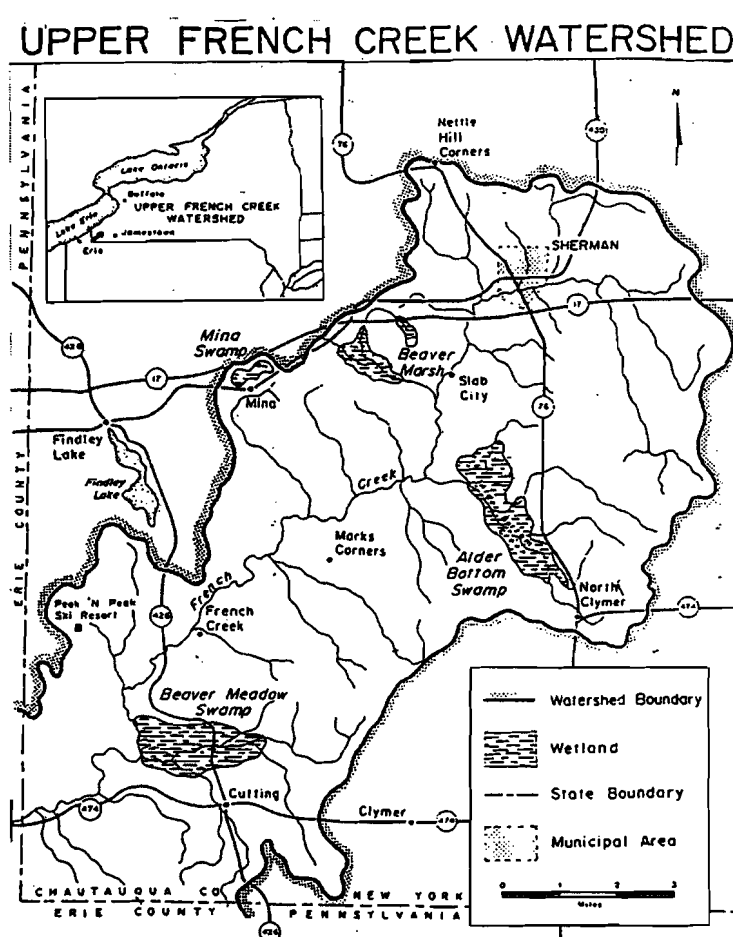 UPPER FRENCH CREEK WATERSHED
PENNSYLVANIA
ERIE COUNTY
N
Lake Ontario
Buffalo
UPPER FRENCH CREEK
WATERSHED
Lake Erie
Jamestown
Erie
76
430
Nettle
Hill
Corners
SHERMAN
17
Mina
Swamp
Beaver
Marsh
Slab
City
426
17
Mina
76
Findley
Lake
Findley
Lake
Creek
Marks
Corners
Alder
Bottom
Swamp
North
Clymer
474
French
Peek 'N Peak
Ski Resort
426
French
Creek
Beaver Meadow
Swamp
Cutting
Clymer
474
474
Watershed Boundary
Wetland
State Boundary
Municipal Area
0 1 2 3
Miles
CHAUTAUQUA CO
NEW YORK
ERIE COUNTY
PENNSYLVANIA
426